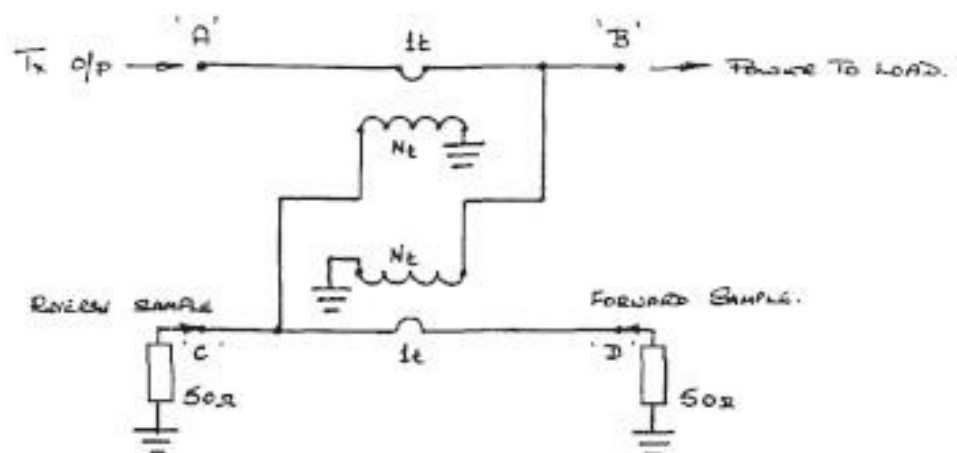 'A' 1t 'B'
Tx O/P POWER TO LOAD.
Nt
Nt
REVERSE SAMPLE FORWARD SAMPLE.
'C' 1t 'D'
50Ω 50Ω